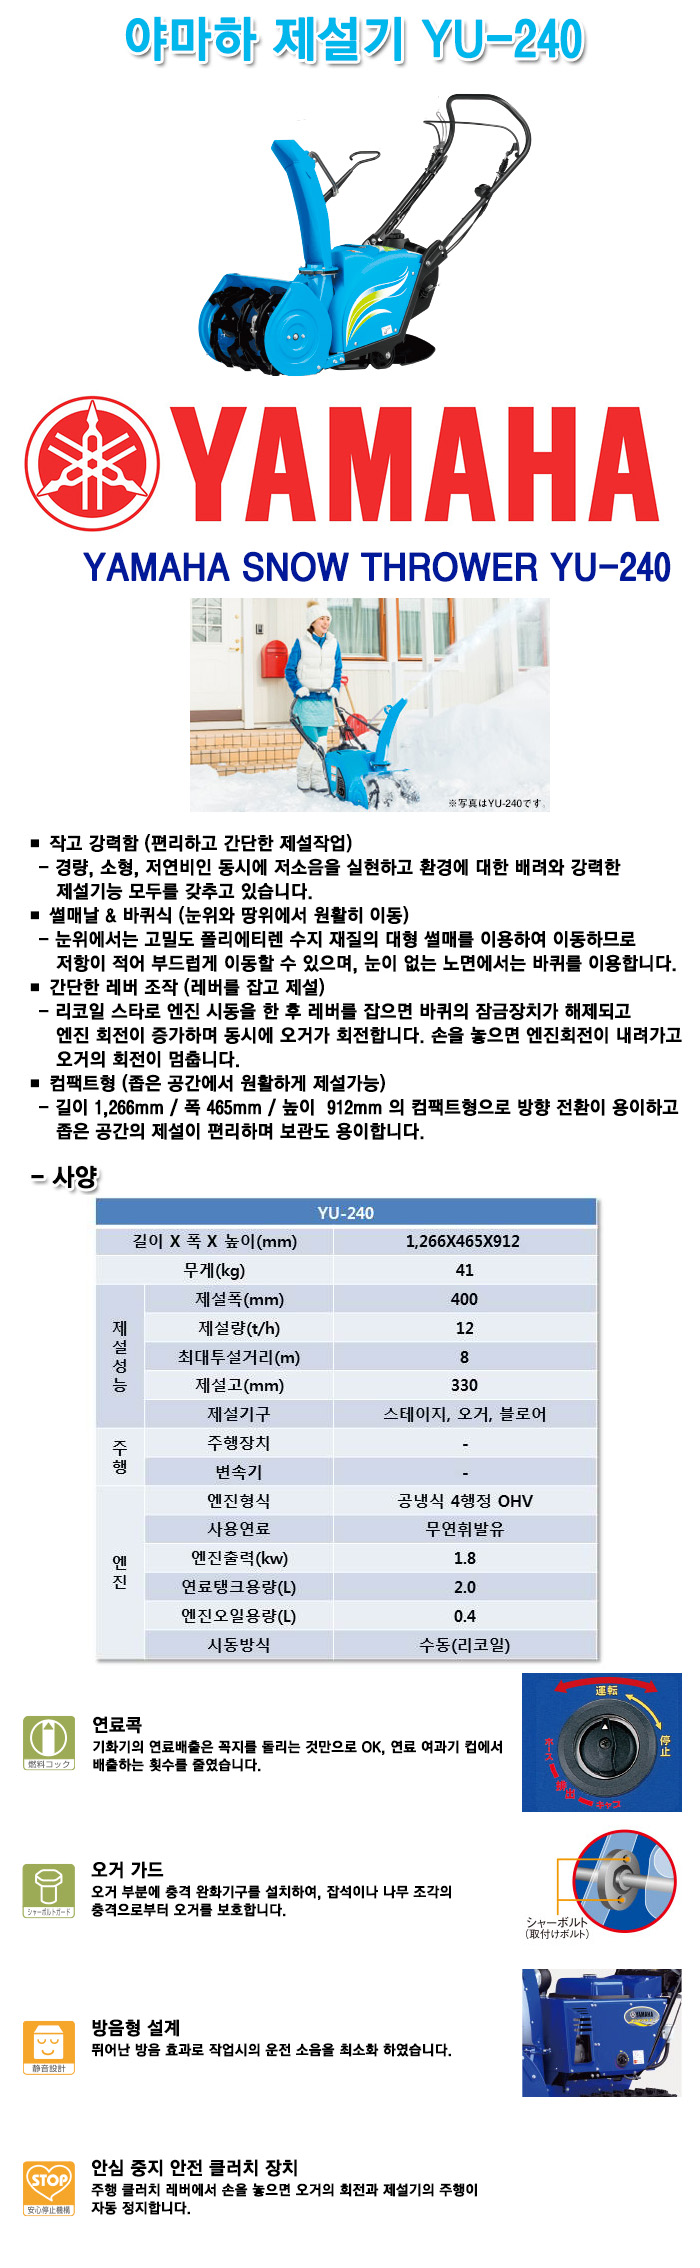 야마하 제설기 YU-240
YAMAHA
YAMAHA SNOW THROWER YU-240
※写真はYU-240です。
■ 작고 강력함 (편리하고 간단한 제설작업)
- 경량, 소형, 저연비인 동시에 저소음을 실현하고 환경에 대한 배려와 강력한
제설기능 모두를 갖추고 있습니다.
■ 썰매날 & 바퀴식 (눈위와 땅위에서 원활히 이동)
- 눈위에서는 고밀도 폴리에티렌 수지 재질의 대형 썰매를 이용하여 이동하므로
저항이 적어 부드럽게 이동할 수 있으며, 눈이 없는 노면에서는 바퀴를 이용합니다.
■ 간단한 레버 조작 (레버를 잡고 제설)
- 리코일 스타로 엔진 시동을 한 후 레버를 잡으면 바퀴의 잠금장치가 해제되고
엔진 회전이 증가하며 동시에 오거가 회전합니다. 손을 놓으면 엔진회전이 내려가고
오거의 회전이 멈춥니다.
■ 컴팩트형 (좁은 공간에서 원활하게 제설가능)
- 길이 1,266mm / 폭 465mm / 높이 912mm 의 컴팩트형으로 방향 전환이 용이하고
좁은 공간의 제설이 편리하며 보관도 용이합니다.
- 사양
YU-240
길이 X 폭 X 높이(mm) 1,266X465X912
무게(kg) 41
제설성능
제설폭(mm) 400
제설량(t/h) 12
최대투설거리(m) 8
제설고(mm) 330
제설기구 스테이지, 오거, 블로어
주행
주행장치 -
변속기 -
엔진
엔진형식 공냉식 4행정 OHV
사용연료 무연휘발유
엔진출력(kw) 1.8
연료탱크용량(L) 2.0
엔진오일용량(L) 0.4
시동방식 수동(리코일)
燃料コック
연료콕
기화기의 연료배출은 꼭지를 돌리는 것만으로 OK, 연료 여과기 컵에서
배출하는 횟수를 줄였습니다.
運転
停止
シャーボルトガード
오거 가드
오거 부분에 충격 완화기구를 설치하여, 잡석이나 나무 조각의
충격으로부터 오거를 보호합니다.
シャーボルト
(取付けボルト)
静音設計
방음형 설계
뛰어난 방음 효과로 작업시의 운전 소음을 최소화 하였습니다.
YAMAHA
STOP
安心停止機構
안심 중지 안전 클러치 장치
주행 클러치 레버에서 손을 놓으면 오거의 회전과 제설기의 주행이
자동 정지합니다.